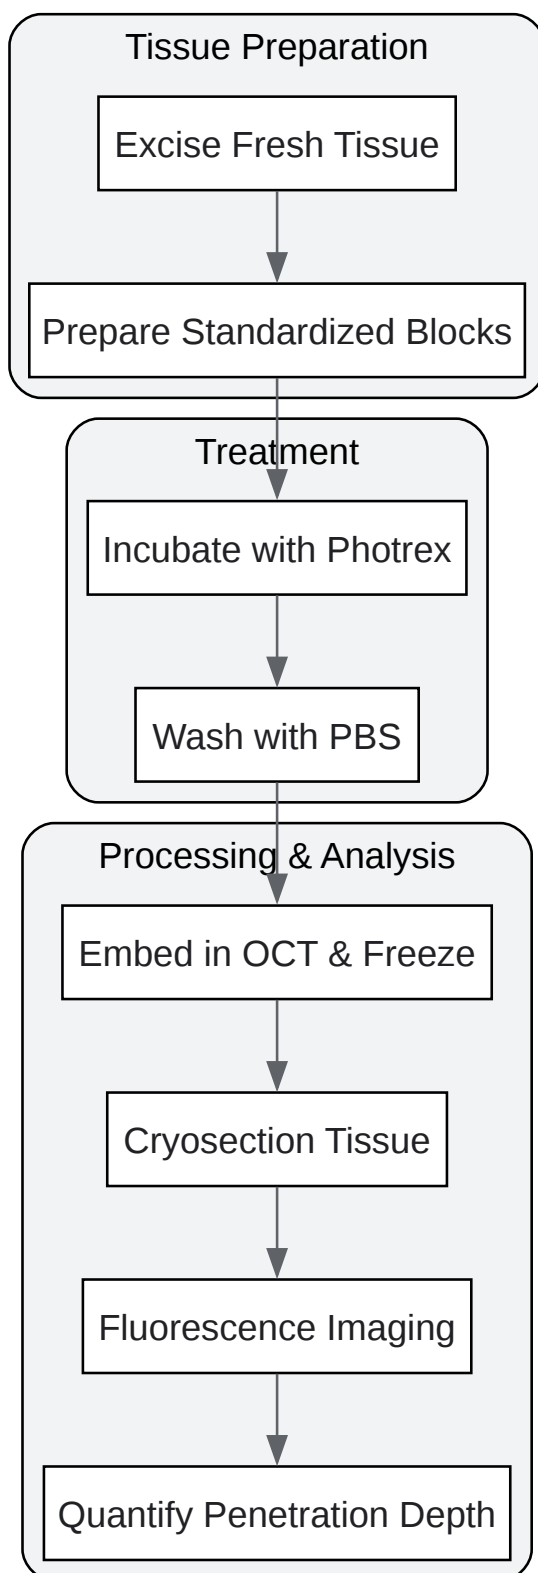 Tissue Preparation
Excise Fresh Tissue
Prepare Standardized Blocks
Treatment
Incubate with Photrex
Wash with PBS
Processing & Analysis
Embed in OCT & Freeze
Cryosection Tissue
Fluorescence Imaging
Quantify Penetration Depth